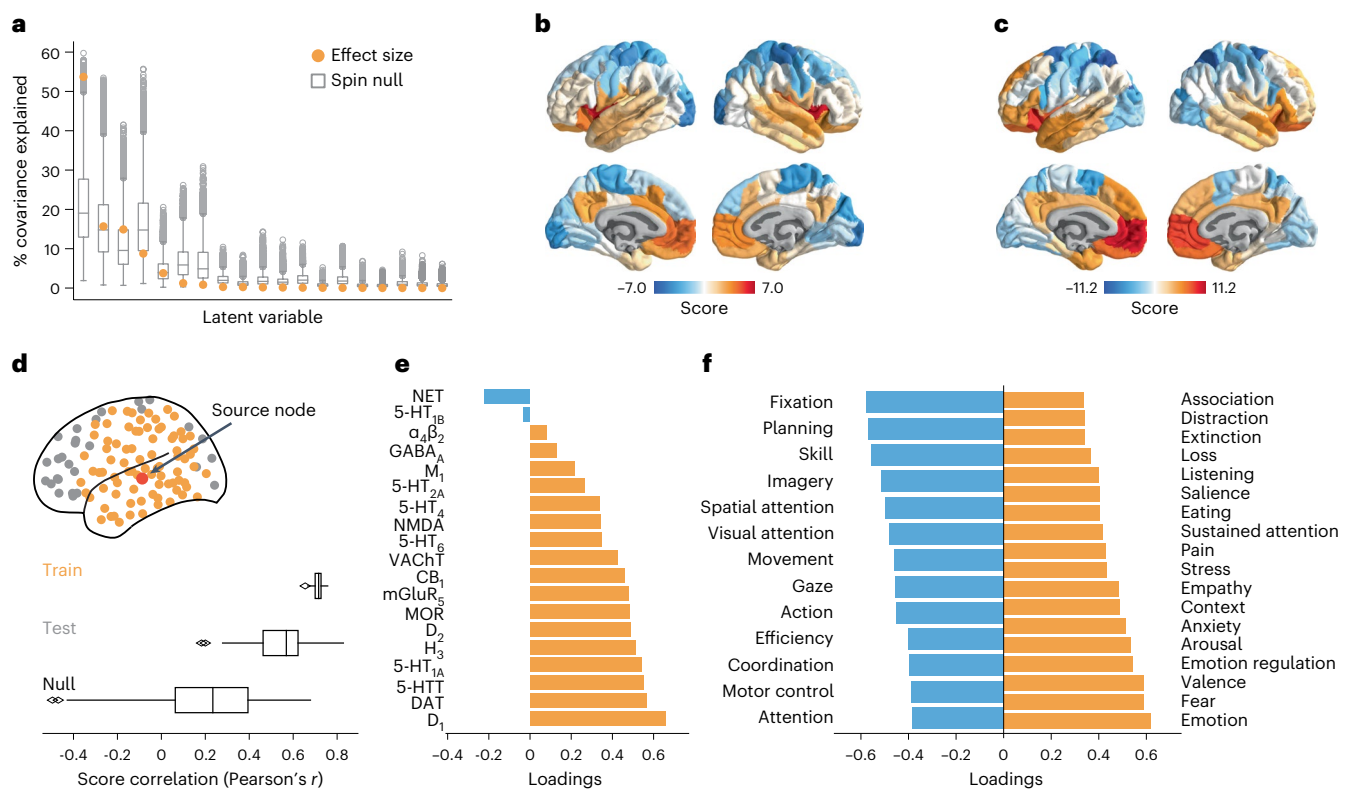 a
60
50
40
30
20
10
0
% covariance explained
Effect size
Spin null
Latent variable
b
−7.0 7.0
Score
c
−11.2 11.2
Score
d
Source node
Train
Test
Null
-0.4 -0.2 0 0.2 0.4 0.6 0.8
Score correlation (Pearson’s r)
e
NET
5-HT1B
α4β2
GABAA
M1
5-HT2A
5-HT4
NMDA
5-HT6
VAChT
CB1
mGluR5
MOR
D2
H3
5-HT1A
5-HTT
DAT
D1
−0.4 −0.2 0 0.2 0.4 0.6
Loadings
f
Fixation
Planning
Skill
Imagery
Spatial attention
Visual attention
Movement
Gaze
Action
Efficiency
Coordination
Motor control
Attention
Association
Distraction
Extinction
Loss
Listening
Salience
Eating
Sustained attention
Pain
Stress
Empathy
Context
Anxiety
Arousal
Emotion regulation
Valence
Fear
Emotion
−0.6 −0.4 −0.2 0 0.2 0.4 0.6
Loadings